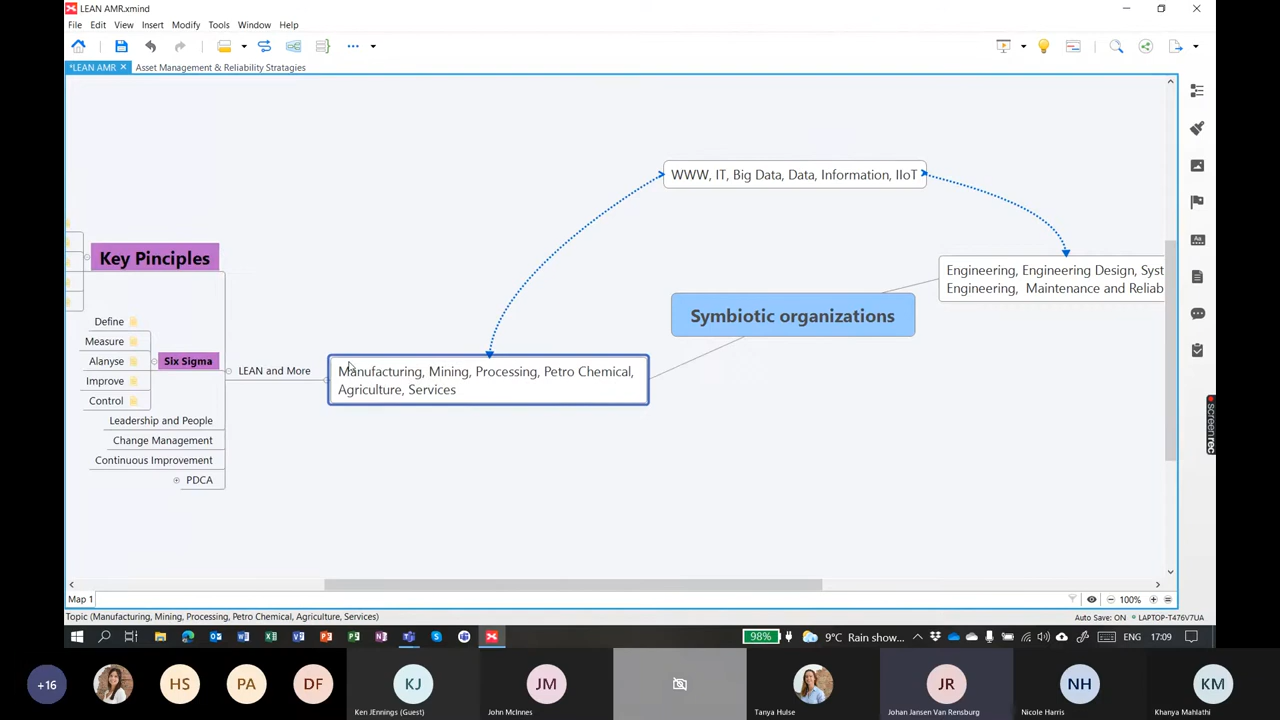 LEAN AMR.xmind
File Edit View Insert Modify Tools Window Help
*LEAN AMR Asset Management & Reliability Stratagies
WWW, IT, Big Data, Data, Information, IIoT
Key Pinciples
Engineering, Engineering Design, Syst
Engineering, Maintenance and Reliab
Symbiotic organizations
Define
Measure
Alanyse
Improve
Control
Six Sigma
LEAN and More
Manufacturing, Mining, Processing, Petro Chemical,
Agriculture, Services
Leadership and People
Change Management
Continuous Improvement
PDCA
screenrec
Map 1
100%
Topic (Manufacturing, Mining, Processing, Petro Chemical, Agriculture, Services)
Auto Save: ON LAPTOP-T476V7UA
98% 9°C Rain show... ENG 17:09
+16 HS PA DF KJ JM JR NH KM
Ken JEnnings (Guest) John McInnes Tanya Hulse Johan Jansen Van Rensburg Nicole Harris Khanya Mahlathi